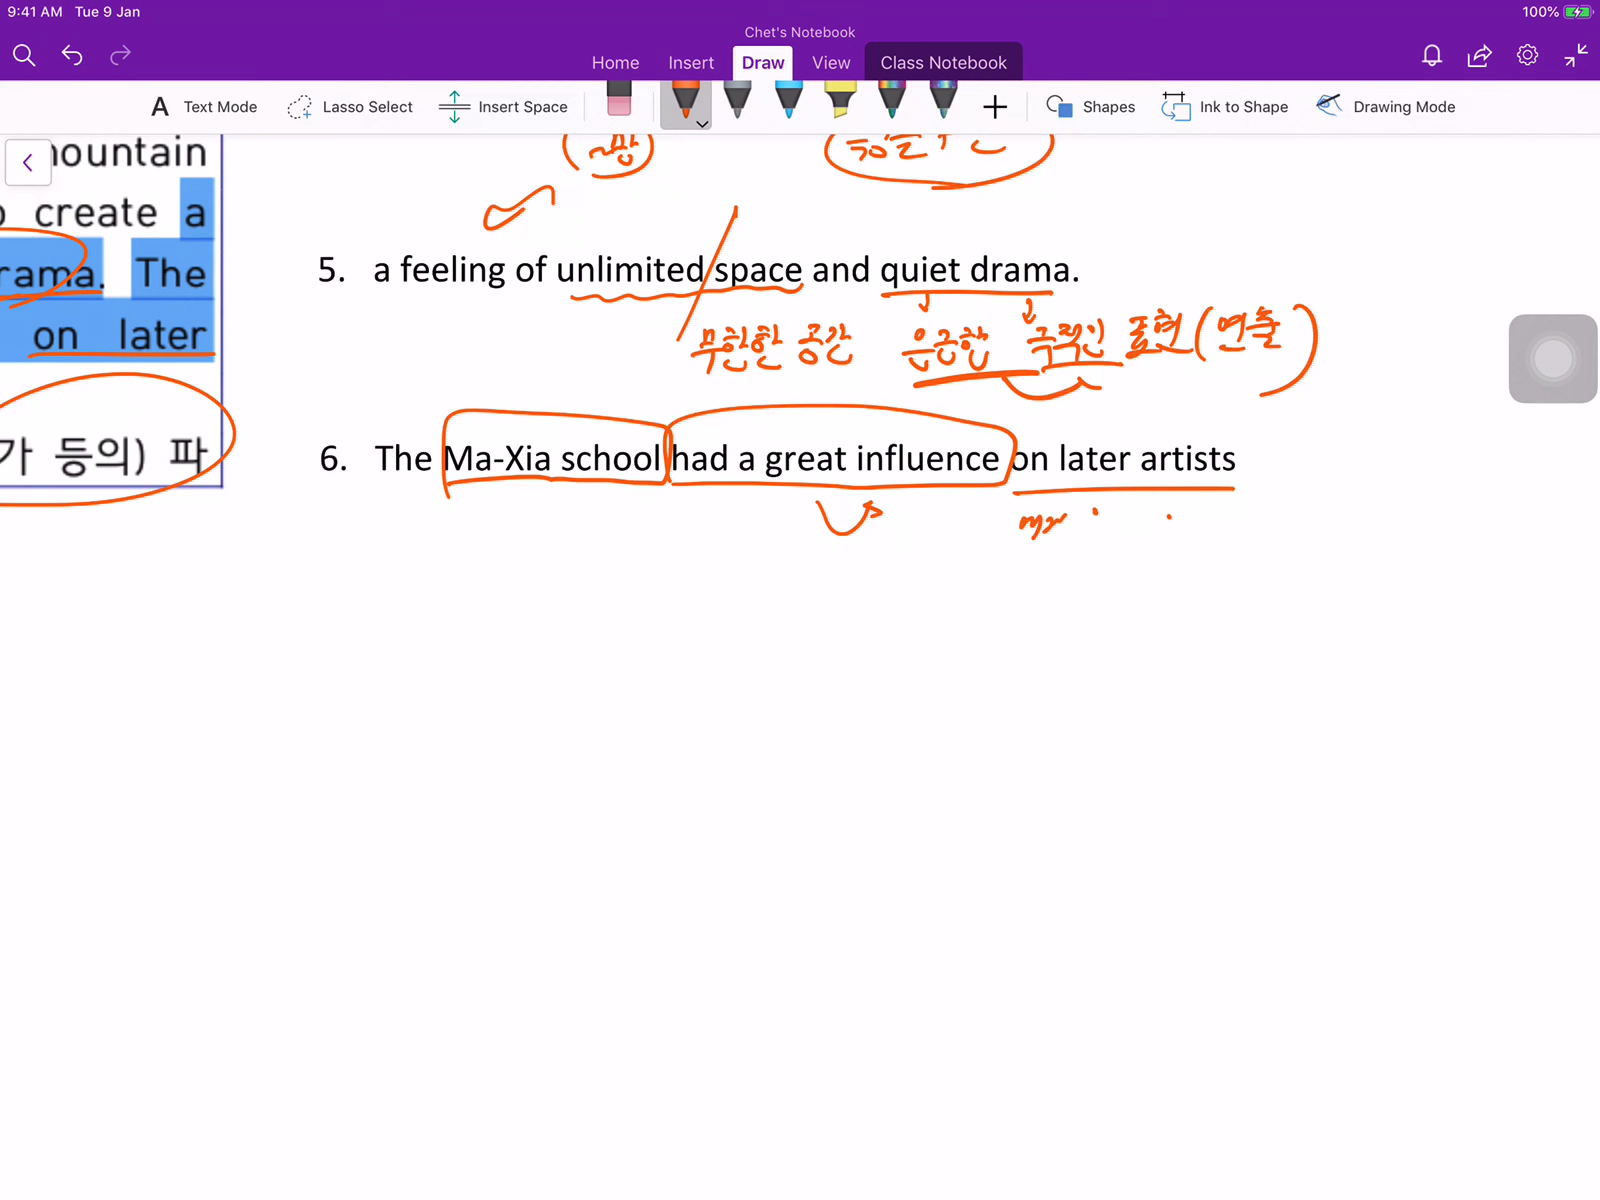 9:41 AM Tue 9 Jan
100%
Chet's Notebook
Home Insert Draw View Class Notebook
Text Mode Lasso Select Insert Space Shapes Ink to Shape Drawing Mode
ountain
create a
rama. The
on later
가 등의) 파
5. a feeling of unlimited space and quiet drama.
무한한 공간 은근한 극적인 표현(연출)
6. The Ma-Xia school had a great influence on later artists